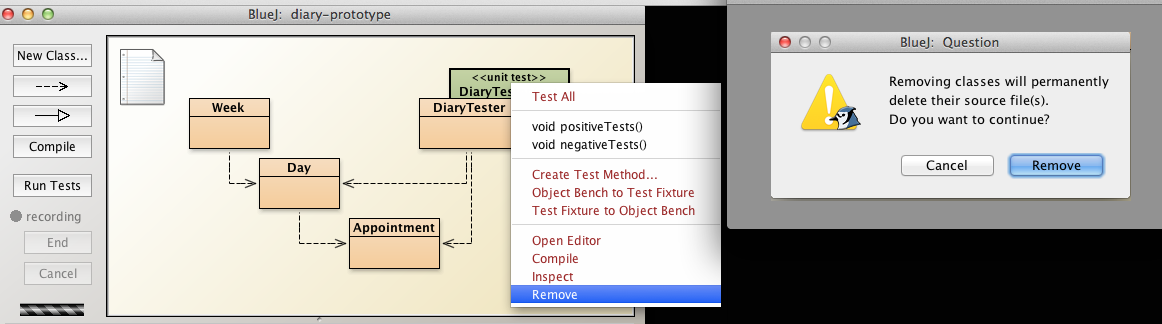 BlueJ: diary-prototype
New Class...
Compile
Run Tests
recording
End
Cancel
<<unit test>>
DiaryTes
Week
DiaryTester
Day
Appointment
Test All
void positiveTests()
void negativeTests()
Create Test Method...
Object Bench to Test Fixture
Test Fixture to Object Bench
Open Editor
Compile
Inspect
Remove
BlueJ: Question
Removing classes will permanently
delete their source file(s).
Do you want to continue?
Cancel
Remove